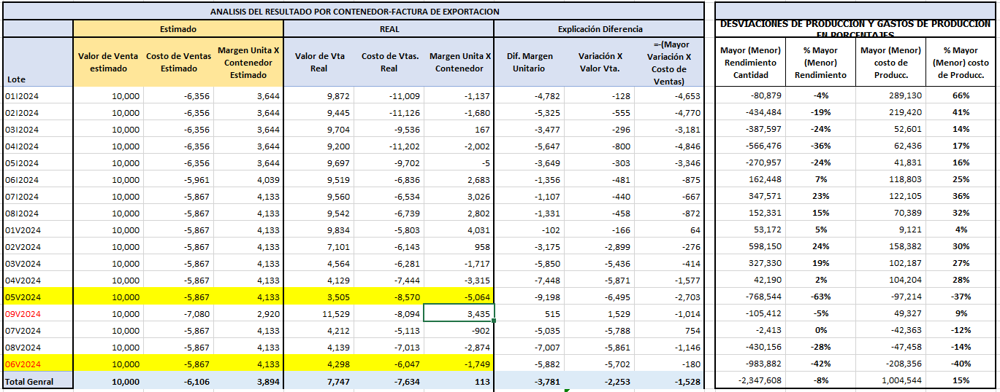 ANALISIS DEL RESULTADO POR CONTENEDOR-FACTURA DE EXPORTACION
Estimado REAL Explicación Diferencia DESVIACIONES DE PRODUCCION Y GASTOS DE PRODUCCION EN PORCENTAJES
Lote Valor de Venta estimado Costo de Ventas Estimado Margen Unita X Contenedor Estimado Valor de Vta Real Costo de Vtas. Real Margen Unita X Contenedor Dif. Margen Unitario Variación X Valor Vta. =-(Mayor Variación X Costo de Ventas) Mayor (Menor) Rendimiento Cantidad % Mayor (Menor) Rendimiento Mayor (Menor) costo de Producc. % Mayor (Menor) costo de Producc.
01I2024 10,000 -6,356 3,644 9,872 -11,009 -1,137 -4,782 -128 -4,653 -80,879 -4% 289,130 66%
02I2024 10,000 -6,356 3,644 9,445 -11,126 -1,680 -5,325 -555 -4,770 -434,484 -19% 219,420 41%
03I2024 10,000 -6,356 3,644 9,704 -9,536 167 -3,477 -296 -3,181 -387,597 -24% 52,601 14%
04I2024 10,000 -6,356 3,644 9,200 -11,202 -2,002 -5,647 -800 -4,846 -566,476 -36% 62,436 17%
05I2024 10,000 -6,356 3,644 9,697 -9,702 -5 -3,649 -303 -3,346 -270,957 -24% 41,831 16%
06I2024 10,000 -5,961 4,039 9,519 -6,836 2,683 -1,356 -481 -875 162,448 7% 118,803 25%
07I2024 10,000 -5,867 4,133 9,560 -6,534 3,026 -1,107 -440 -667 347,571 23% 122,105 36%
08I2024 10,000 -5,867 4,133 9,542 -6,739 2,802 -1,331 -458 -872 152,331 15% 70,389 32%
01V2024 10,000 -5,867 4,133 9,834 -5,803 4,031 -102 -166 64 53,172 5% 9,121 4%
02V2024 10,000 -5,867 4,133 7,101 -6,143 958 -3,175 -2,899 -276 598,150 24% 158,382 30%
03V2024 10,000 -5,867 4,133 4,564 -6,281 -1,717 -5,850 -5,436 -414 327,330 19% 102,187 27%
04V2024 10,000 -5,867 4,133 4,129 -7,444 -3,315 -7,448 -5,871 -1,577 42,190 2% 104,204 28%
05V2024 10,000 -5,867 4,133 3,505 -8,570 -5,064 -9,198 -6,495 -2,703 -768,544 -63% -97,214 -37%
09V2024 10,000 -7,080 2,920 11,529 -8,094 3,435 515 1,529 -1,014 -105,412 -5% 49,327 9%
07V2024 10,000 -5,867 4,133 4,212 -5,113 -902 -5,035 -5,788 754 -2,413 0% -42,363 -12%
08V2024 10,000 -5,867 4,133 4,139 -7,013 -2,874 -7,007 -5,861 -1,146 -430,156 -28% -47,458 -14%
06V2024 10,000 -5,867 4,133 4,298 -6,047 -1,749 -5,882 -5,702 -180 -983,882 -42% -208,356 -40%
Total Genral 10,000 -6,106 3,894 7,747 -7,634 113 -3,781 -2,253 -1,528 -2,347,608 -8% 1,004,544 15%